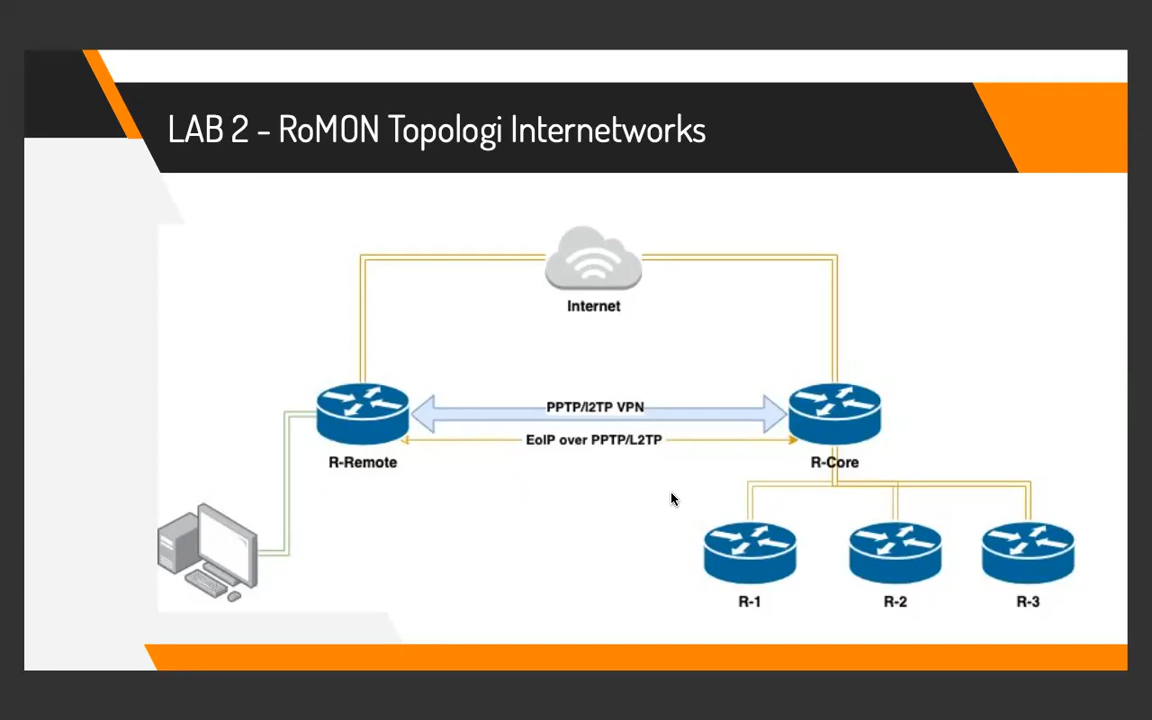 LAB 2 - RoMON Topologi Internetworks
Internet
PPTP/l2TP VPN
EoIP over PPTP/L2TP
R-Remote
R-Core
R-1
R-2
R-3